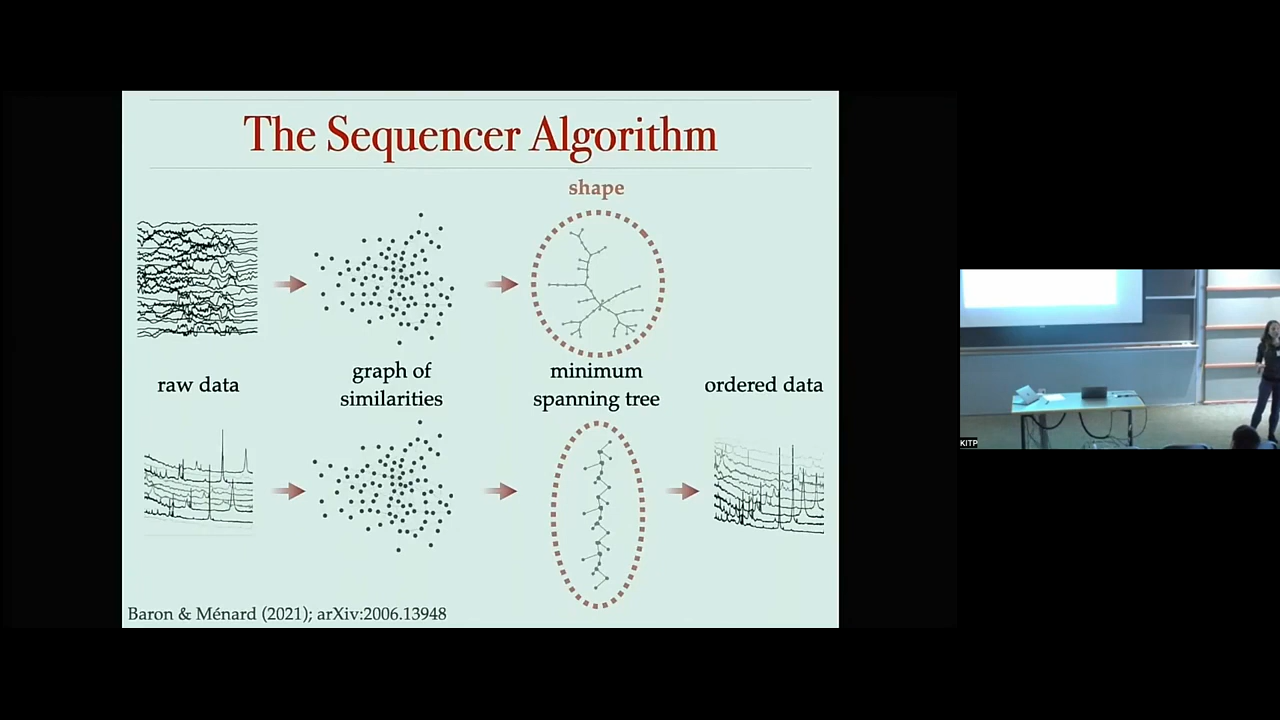 The Sequencer Algorithm
shape
raw data
graph of
similarities
minimum
spanning tree
ordered data
Baron & Ménard (2021); arXiv:2006.13948
KITP